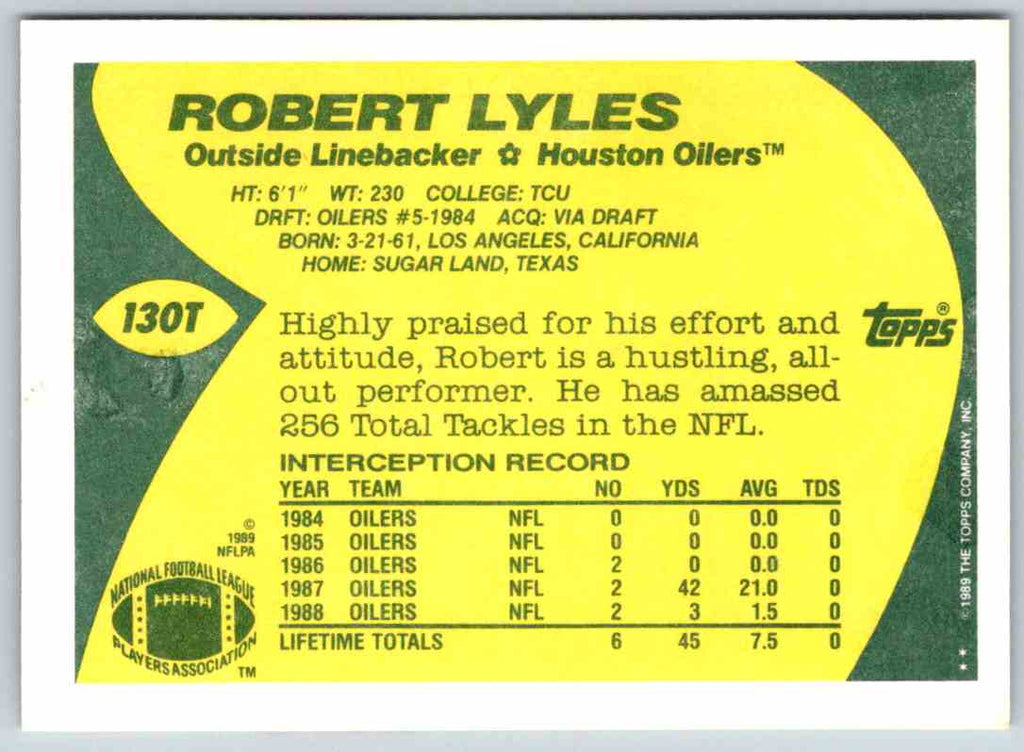 ROBERT LYLES
Outside Linebacker ✩ Houston Oilers™
HT: 6'1" WT: 230 COLLEGE: TCU
DRFT: OILERS #5-1984 ACQ: VIA DRAFT
BORN: 3-21-61, LOS ANGELES, CALIFORNIA
HOME: SUGAR LAND, TEXAS
130T
topps®
Highly praised for his effort and
attitude, Robert is a hustling, all-
out performer. He has amassed
256 Total Tackles in the NFL.
INTERCEPTION RECORD
YEAR TEAM NO YDS AVG TDS
1984 OILERS NFL 0 0 0.0 0
1985 OILERS NFL 0 0 0.0 0
1986 OILERS NFL 2 0 0.0 0
1987 OILERS NFL 2 42 21.0 0
1988 OILERS NFL 2 3 1.5 0
LIFETIME TOTALS 6 45 7.5 0
©
1989
NFLPA
NATIONAL FOOTBALL LEAGUE
PLAYERS ASSOCIATION
TM
© 1989 THE TOPPS COMPANY, INC.
**